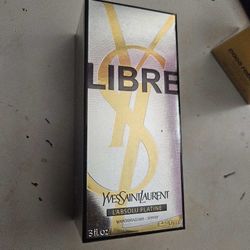 LIBRE
YVES SAINT LAURENT
L'ABSOLU PLATINE
3 fl oz